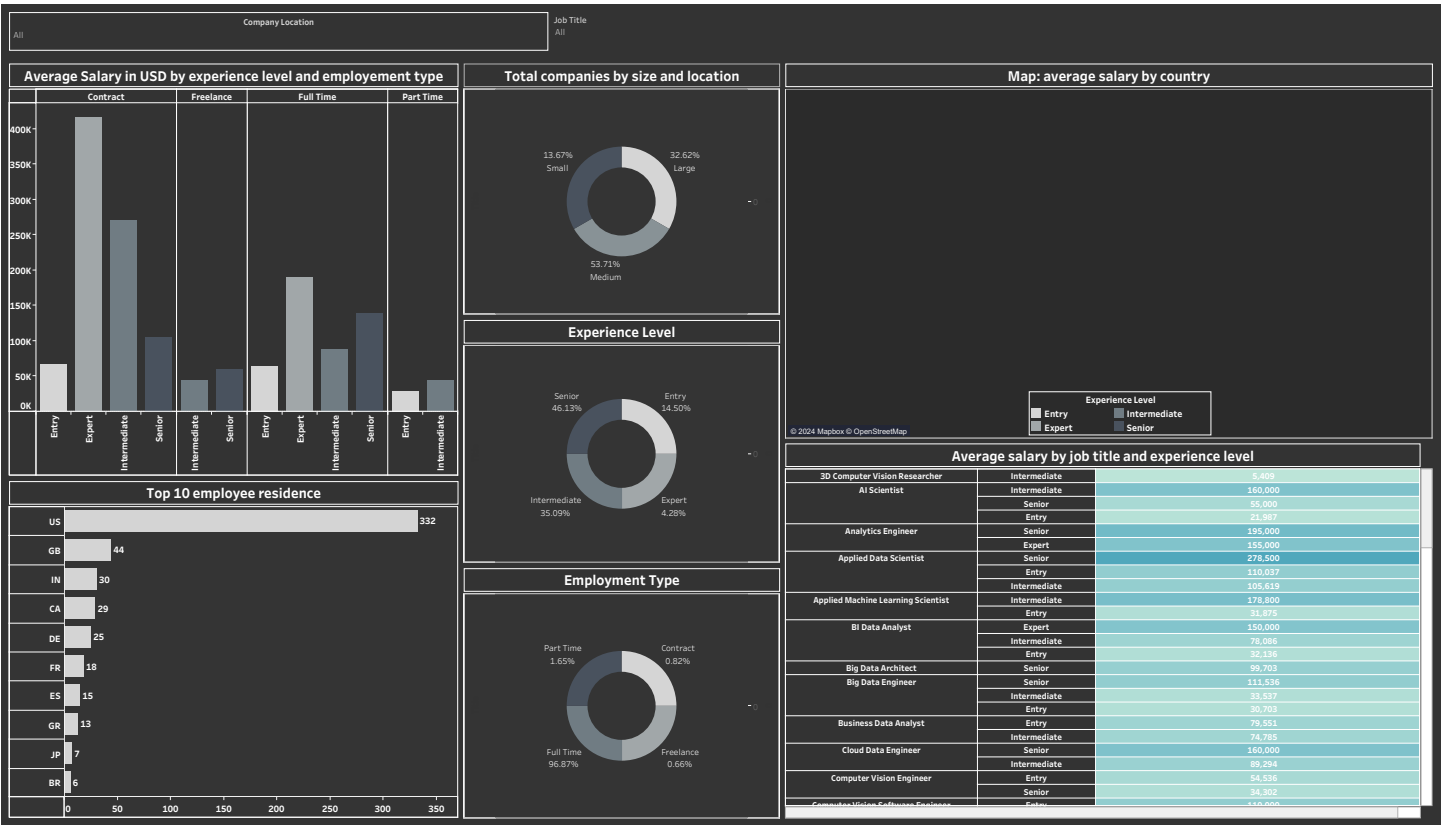 Company Location
All
Job Title
All
Average Salary in USD by experience level and employement type
Contract Freelance Full Time Part Time
400K
350K
300K
250K
200K
150K
100K
50K
0K
Entry Expert Intermediate Senior Intermediate Senior Entry Expert Intermediate Senior Entry Intermediate
Top 10 employee residence
US 332
GB 44
IN 30
CA 29
DE 25
FR 18
ES 15
GR 13
JP 7
BR 6
0 50 100 150 200 250 300 350
Total companies by size and location
13.67% 32.62%
Small Large
0
53.71%
Medium
Experience Level
Senior Entry
46.13% 14.50%
0
Intermediate Expert
35.09% 4.28%
Employment Type
Part Time Contract
1.65% 0.82%
0
Full Time Freelance
96.87% 0.66%
Map: average salary by country
Experience Level
Entry Intermediate
Expert Senior
© 2024 Mapbox © OpenStreetMap
Average salary by job title and experience level
3D Computer Vision Researcher Intermediate 5,409
AI Scientist Intermediate 160,000
Senior 55,000
Entry 21,987
Analytics Engineer Senior 195,000
Expert 155,000
Applied Data Scientist Senior 278,500
Entry 110,037
Intermediate 105,619
Applied Machine Learning Scientist Intermediate 178,800
Entry 31,875
BI Data Analyst Expert 150,000
Intermediate 78,086
Entry 32,136
Big Data Architect Senior 99,703
Big Data Engineer Senior 111,536
Intermediate 33,537
Entry 30,703
Business Data Analyst Entry 79,551
Intermediate 74,785
Cloud Data Engineer Senior 160,000
Intermediate 89,294
Computer Vision Engineer Entry 54,536
Senior 34,302
Computer Vision Software Engineer Entry 110,000